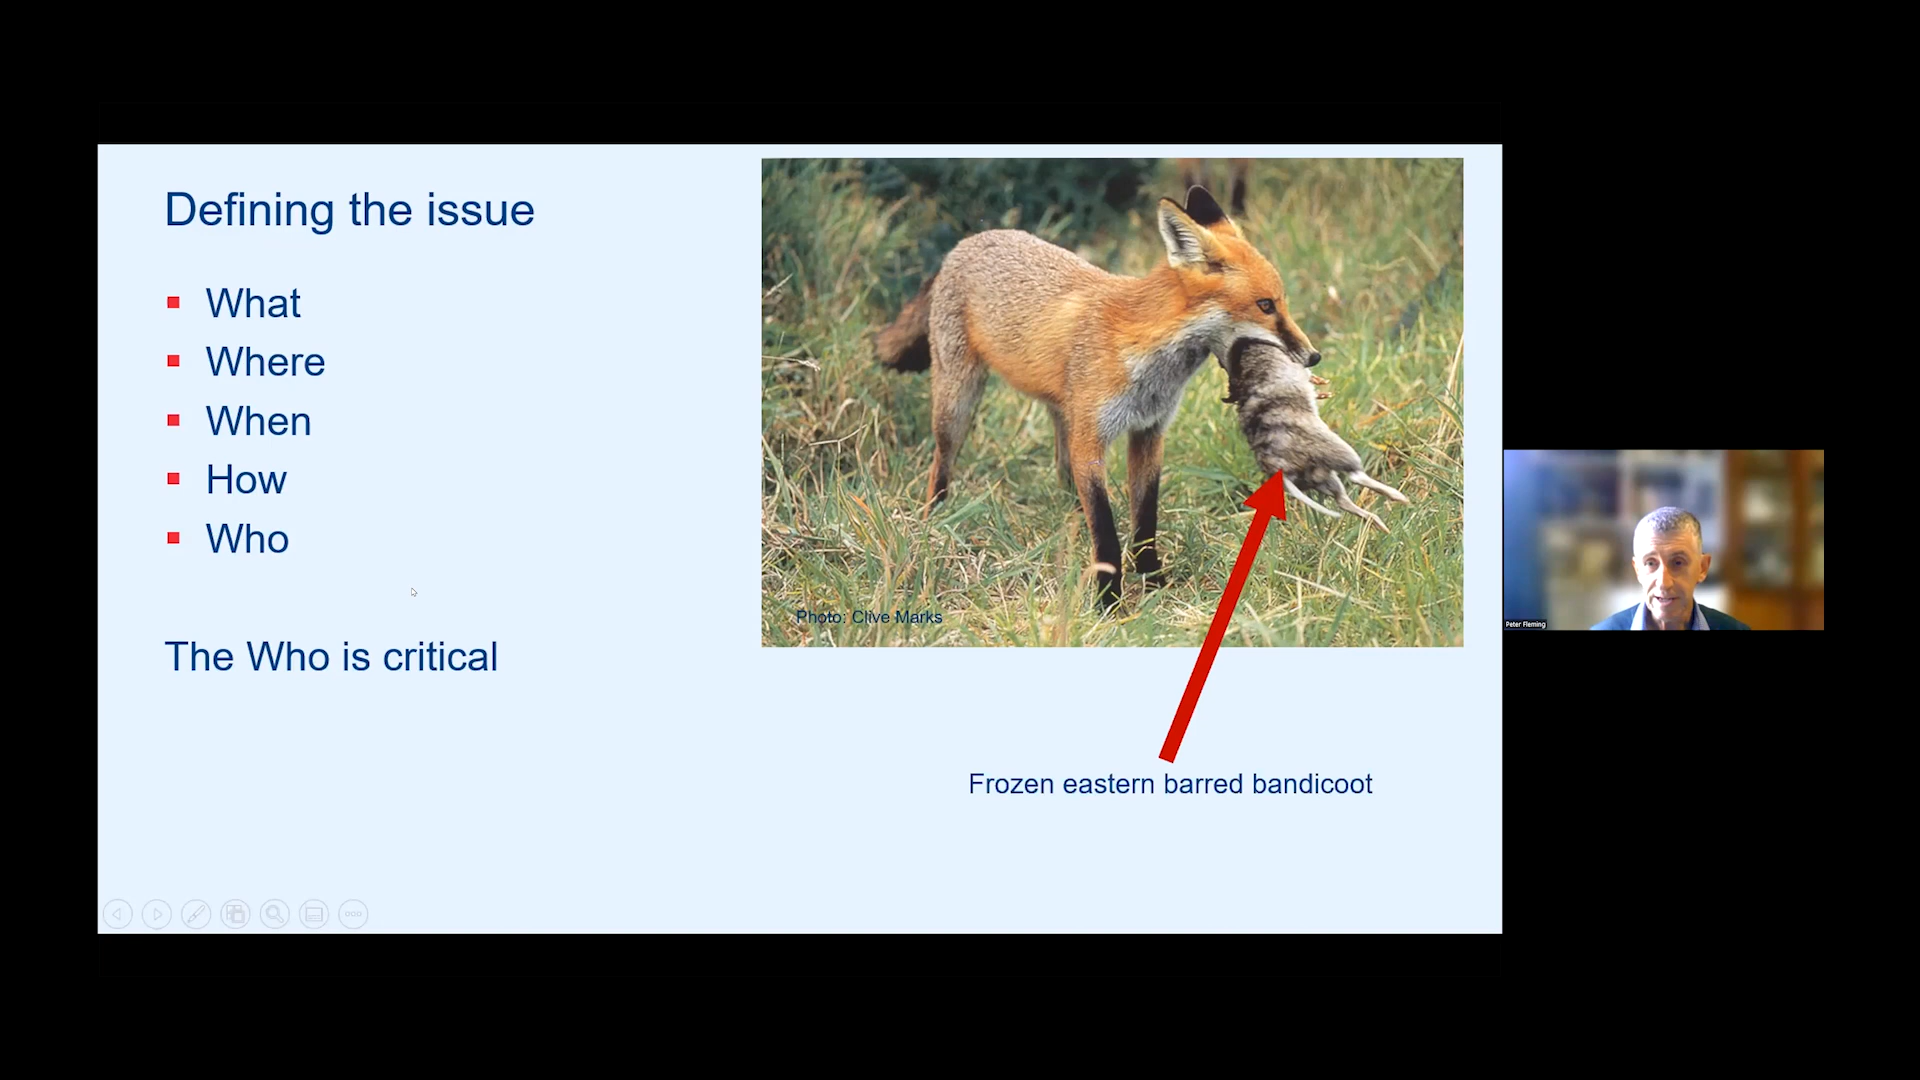 Defining the issue
What
Where
When
How
Who
The Who is critical
Photo: Clive Marks
Frozen eastern barred bandicoot
Peter Fleming